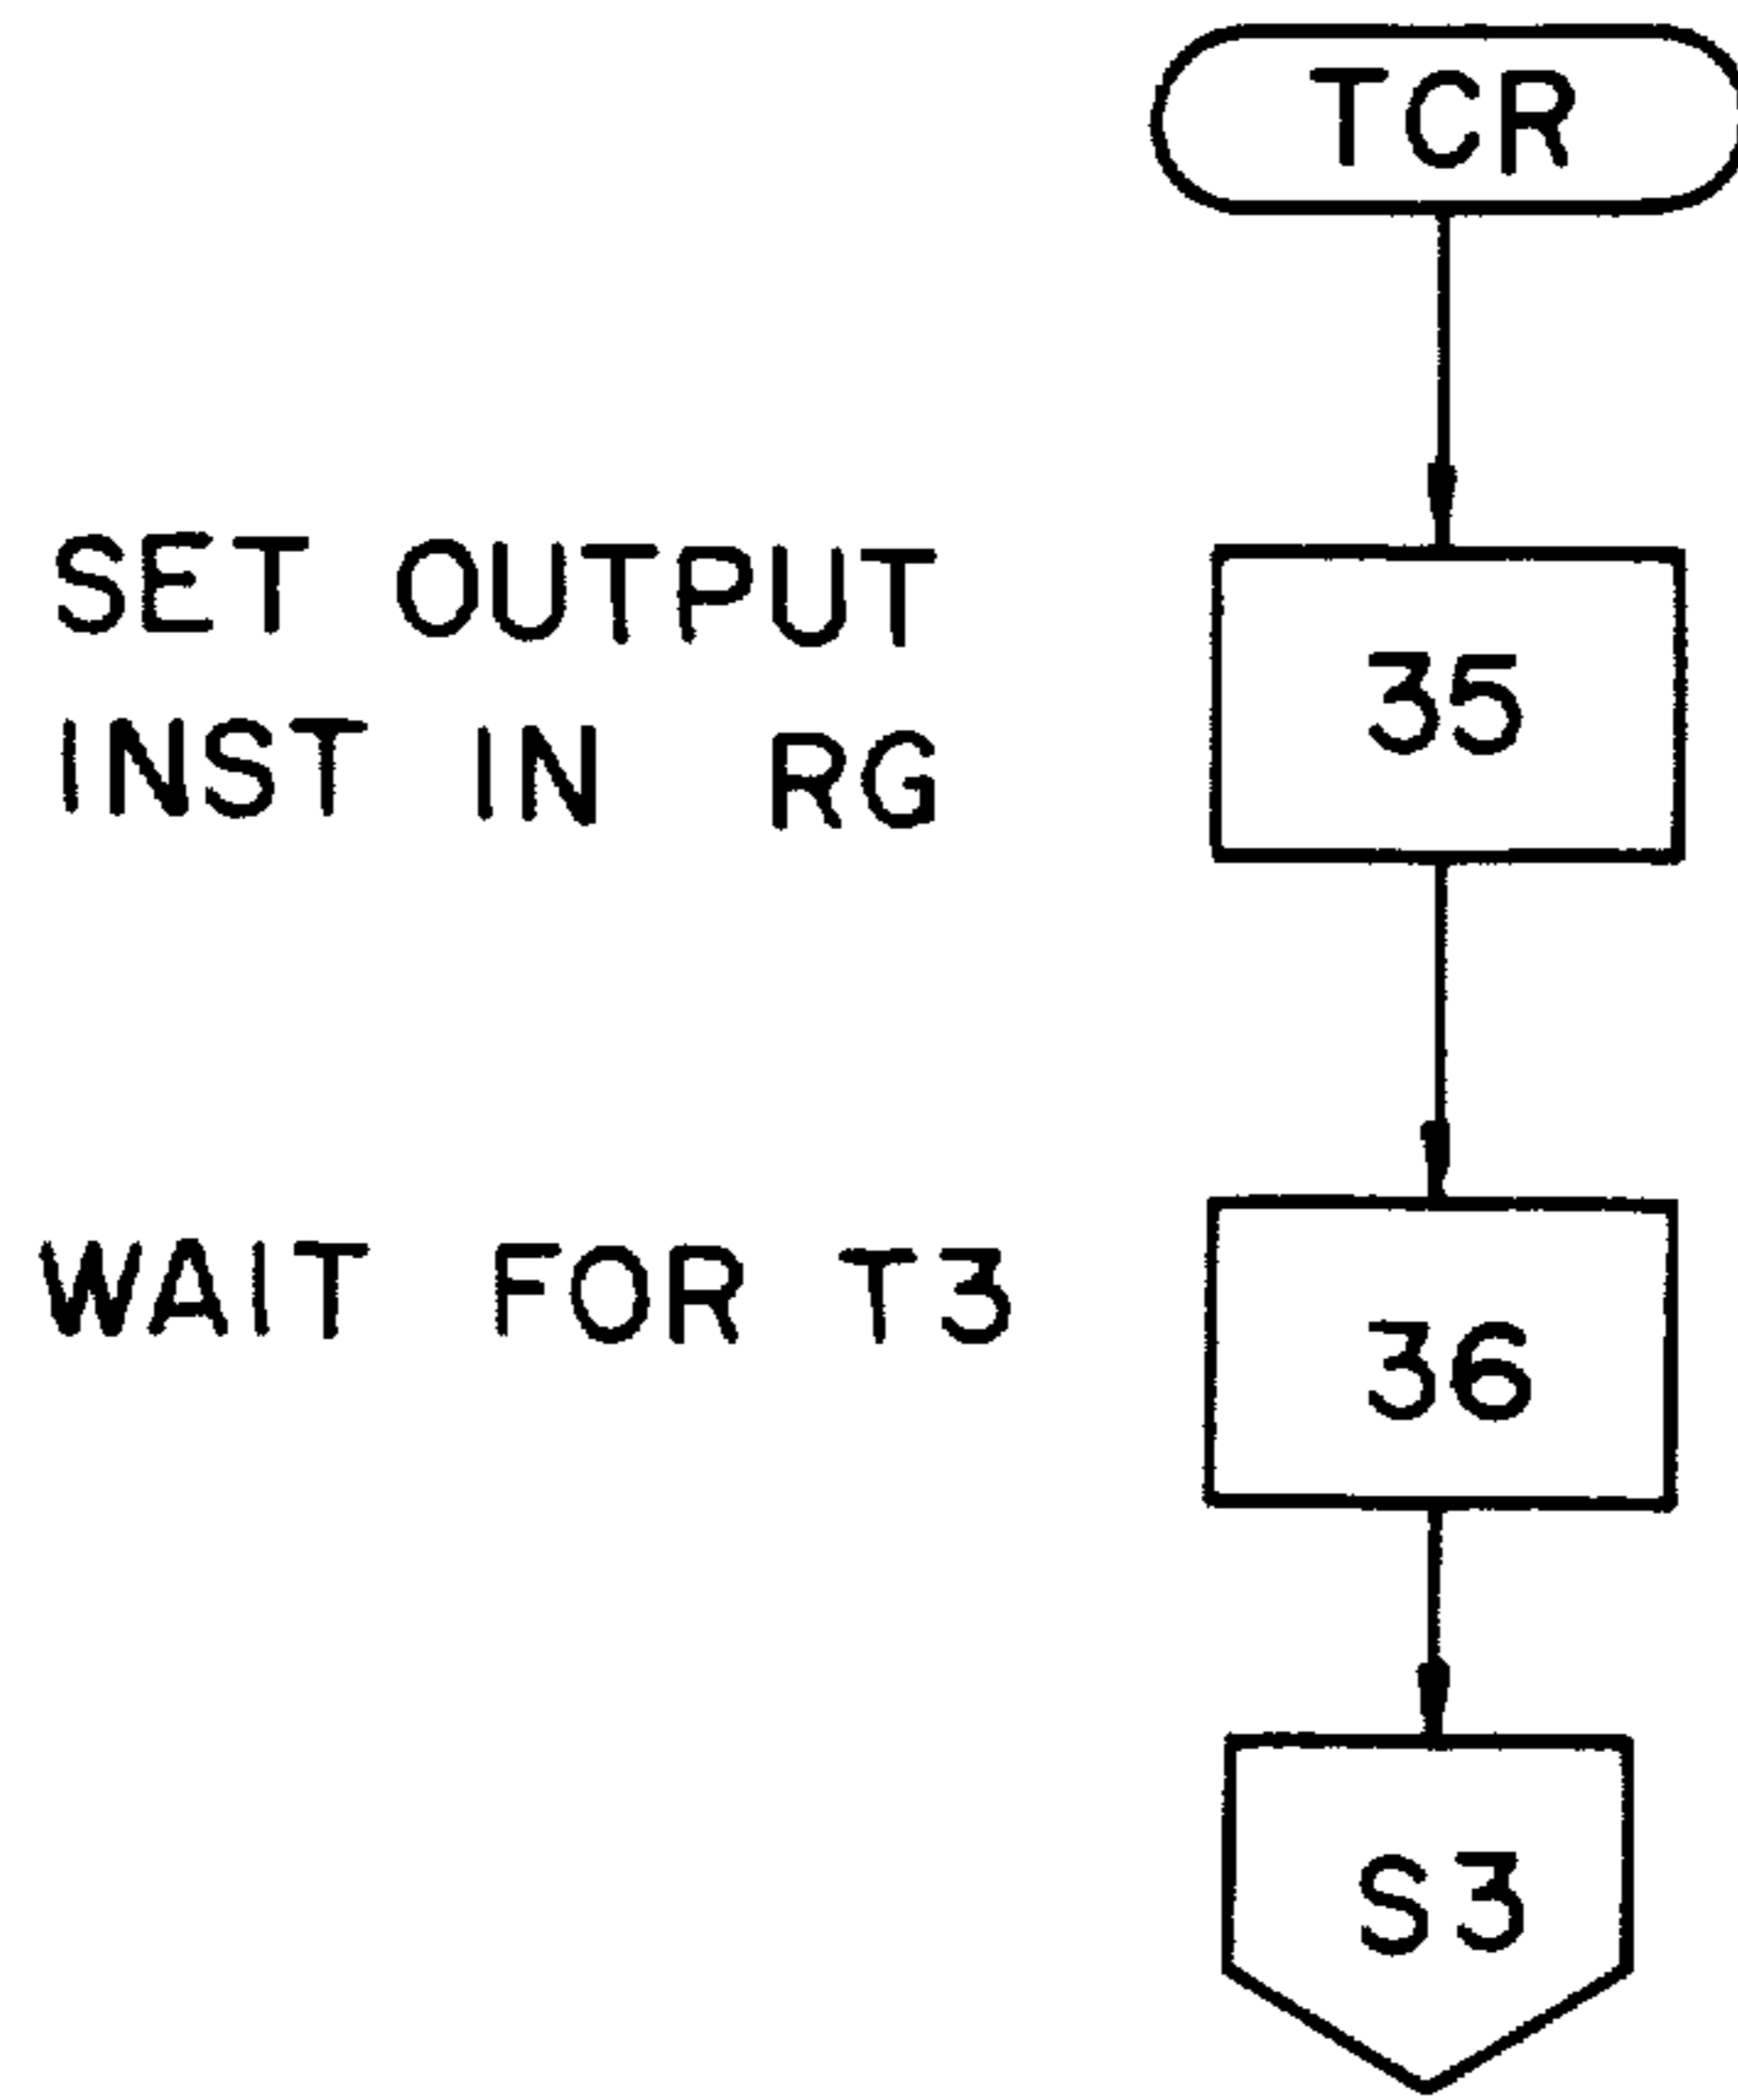 TCR
SET OUTPUT
INST IN RG
35
WAIT FOR T3
36
S3